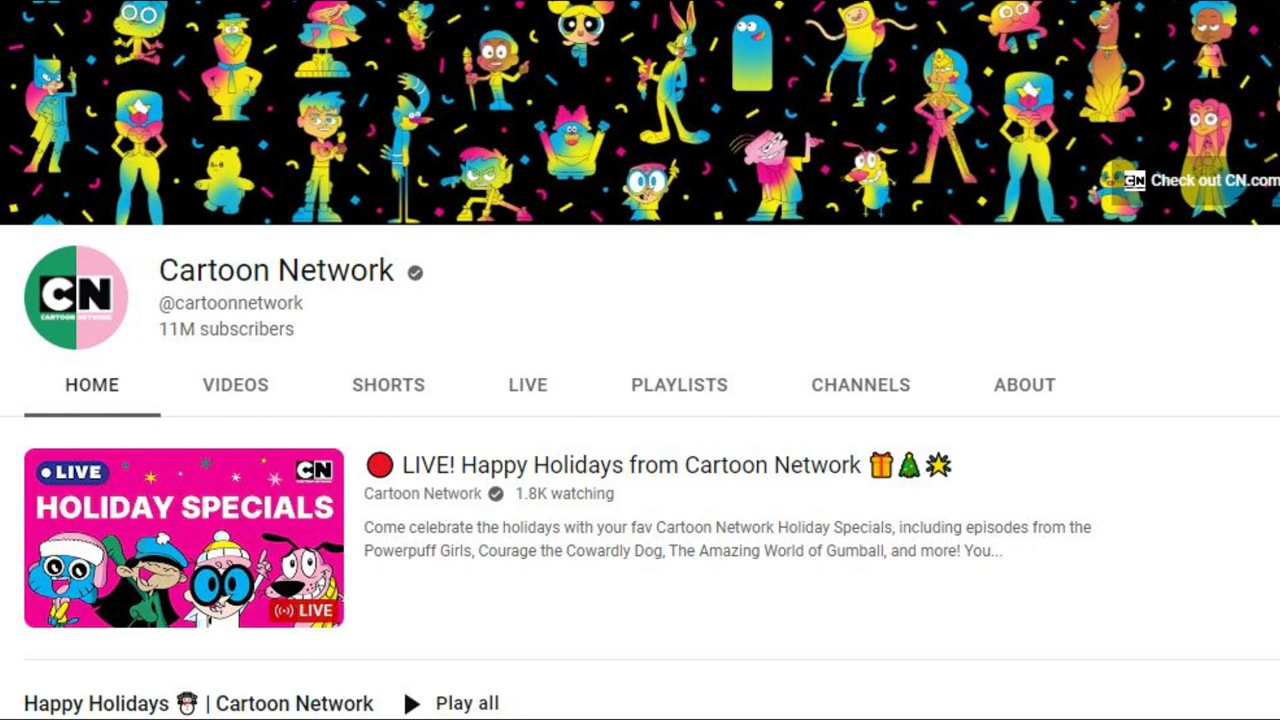 CN Check out CN.com
CN
CARTOON NETWORK
Cartoon Network
@cartoonnetwork
11M subscribers
HOME VIDEOS SHORTS LIVE PLAYLISTS CHANNELS ABOUT
LIVE
CN
HOLIDAY SPECIALS
LIVE
🔴 LIVE! Happy Holidays from Cartoon Network 🎁🎄🌟
Cartoon Network 1.8K watching
Come celebrate the holidays with your fav Cartoon Network Holiday Specials, including episodes from the
Powerpuff Girls, Courage the Cowardly Dog, The Amazing World of Gumball, and more! You...
Happy Holidays ☃️ | Cartoon Network Play all